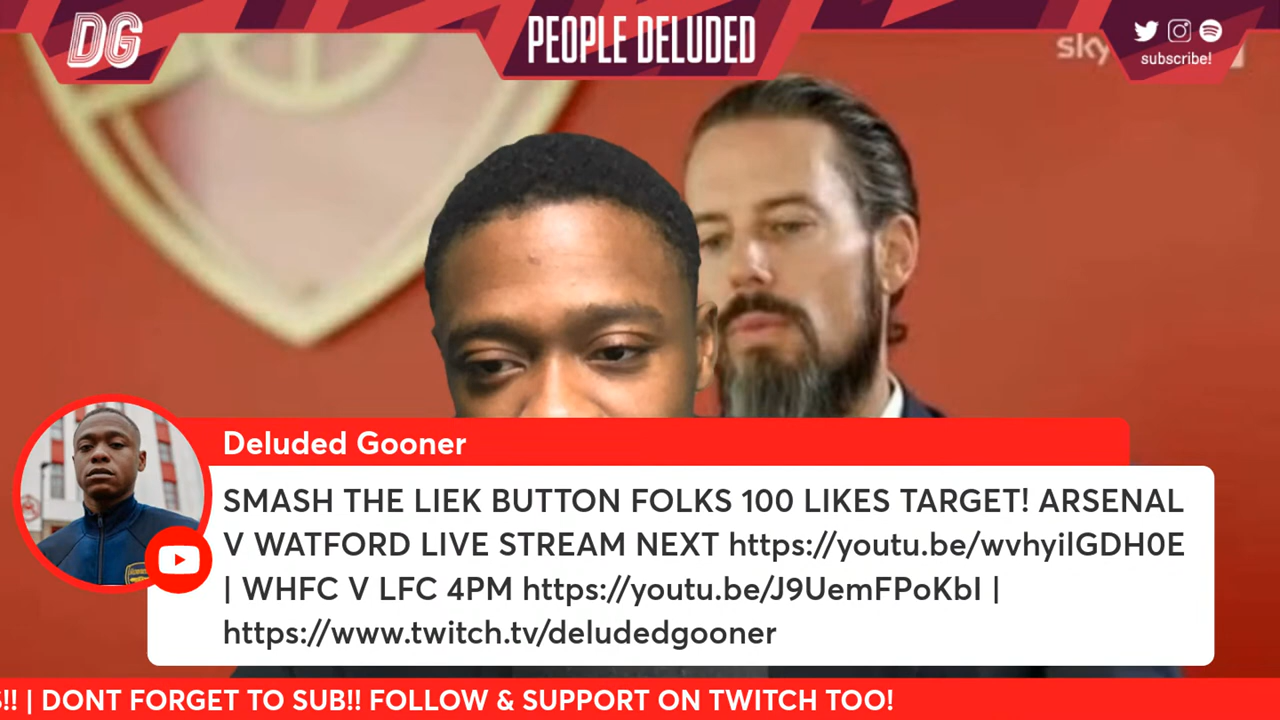 DG
PEOPLE DELUDED
sky
subscribe!
Deluded Gooner
SMASH THE LIEK BUTTON FOLKS 100 LIKES TARGET! ARSENAL
V WATFORD LIVE STREAM NEXT https://youtu.be/wvhyilGDH0E
| WHFC V LFC 4PM https://youtu.be/J9UemFPoKbI |
https://www.twitch.tv/deludedgooner
!! | DONT FORGET TO SUB!! FOLLOW & SUPPORT ON TWITCH TOO!